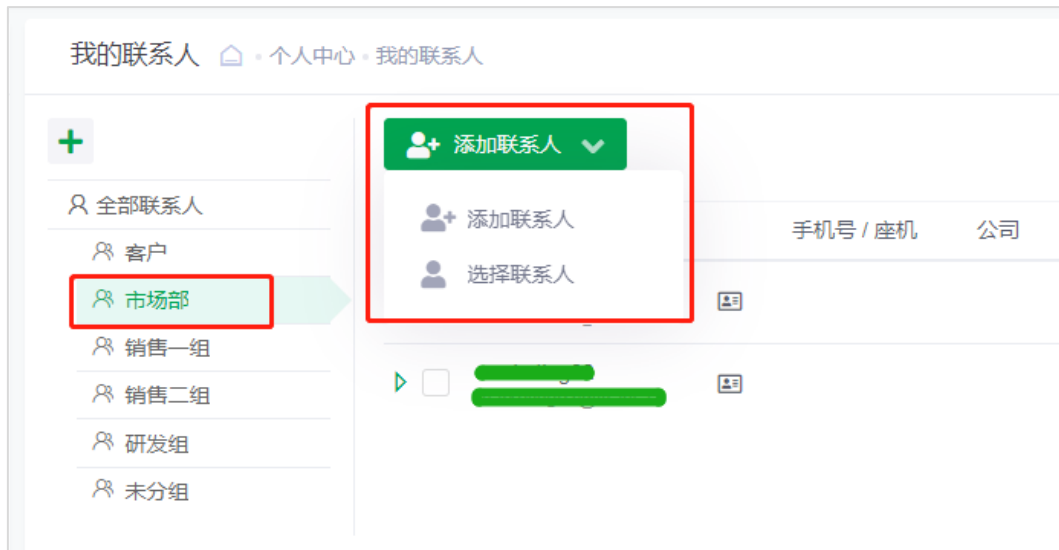 我的联系人 个人中心 我的联系人
添加联系人
添加联系人
选择联系人
全部联系人
客户
市场部
销售一组
销售二组
研发组
未分组
手机号 / 座机 公司